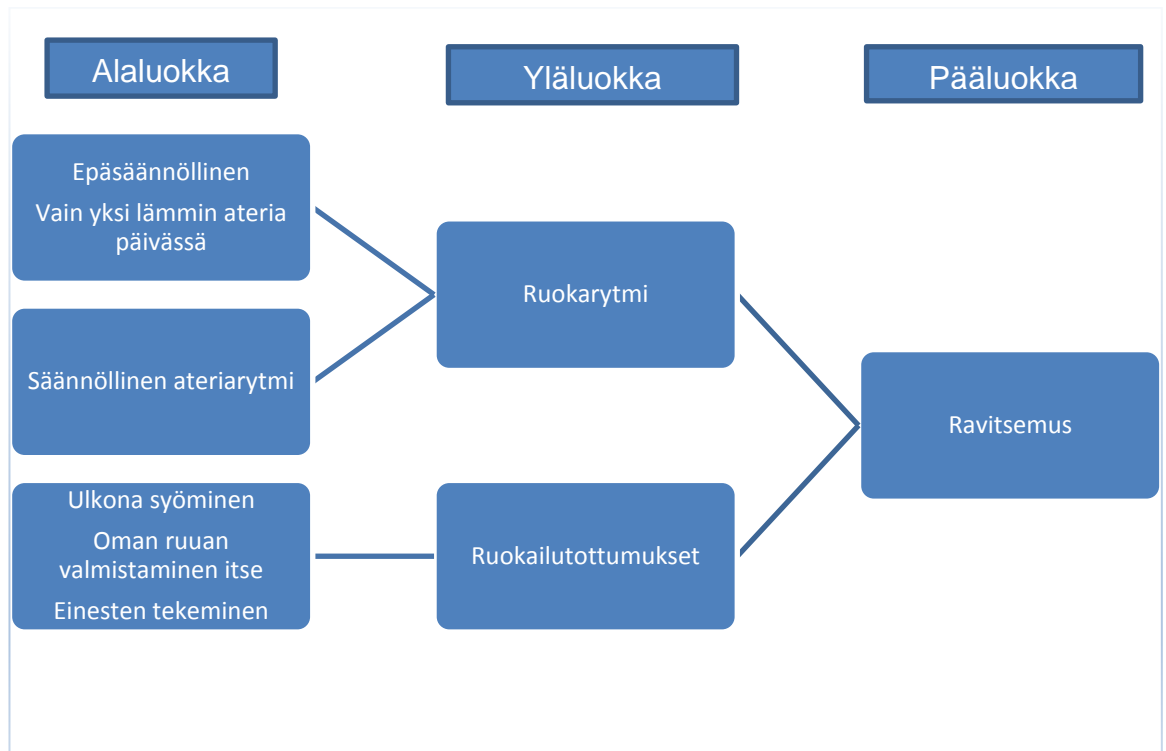 Alaluokka
Yläluokka
Pääluokka
Epäsäännöllinen
Vain yksi lämmin ateria
päivässä
Säännöllinen ateriarytmi
Ulkona syöminen
Oman ruuan
valmistaminen itse
Einesten tekeminen
Ruokarytmi
Ruokailutottumukset
Ravitsemus